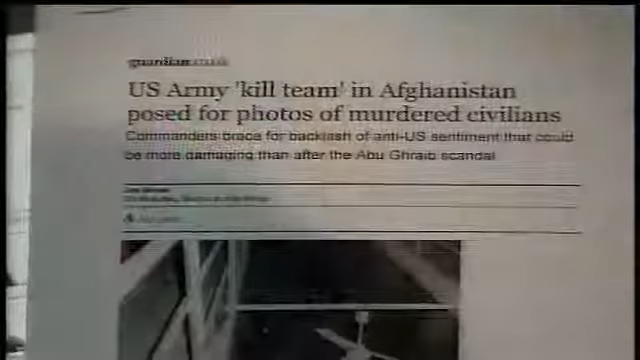 guardian.co.uk
US Army 'kill team' in Afghanistan
posed for photos of murdered civilians
Commanders brace for backlash of anti-US sentiment that could
be more damaging than after the Abu Ghraib scandal